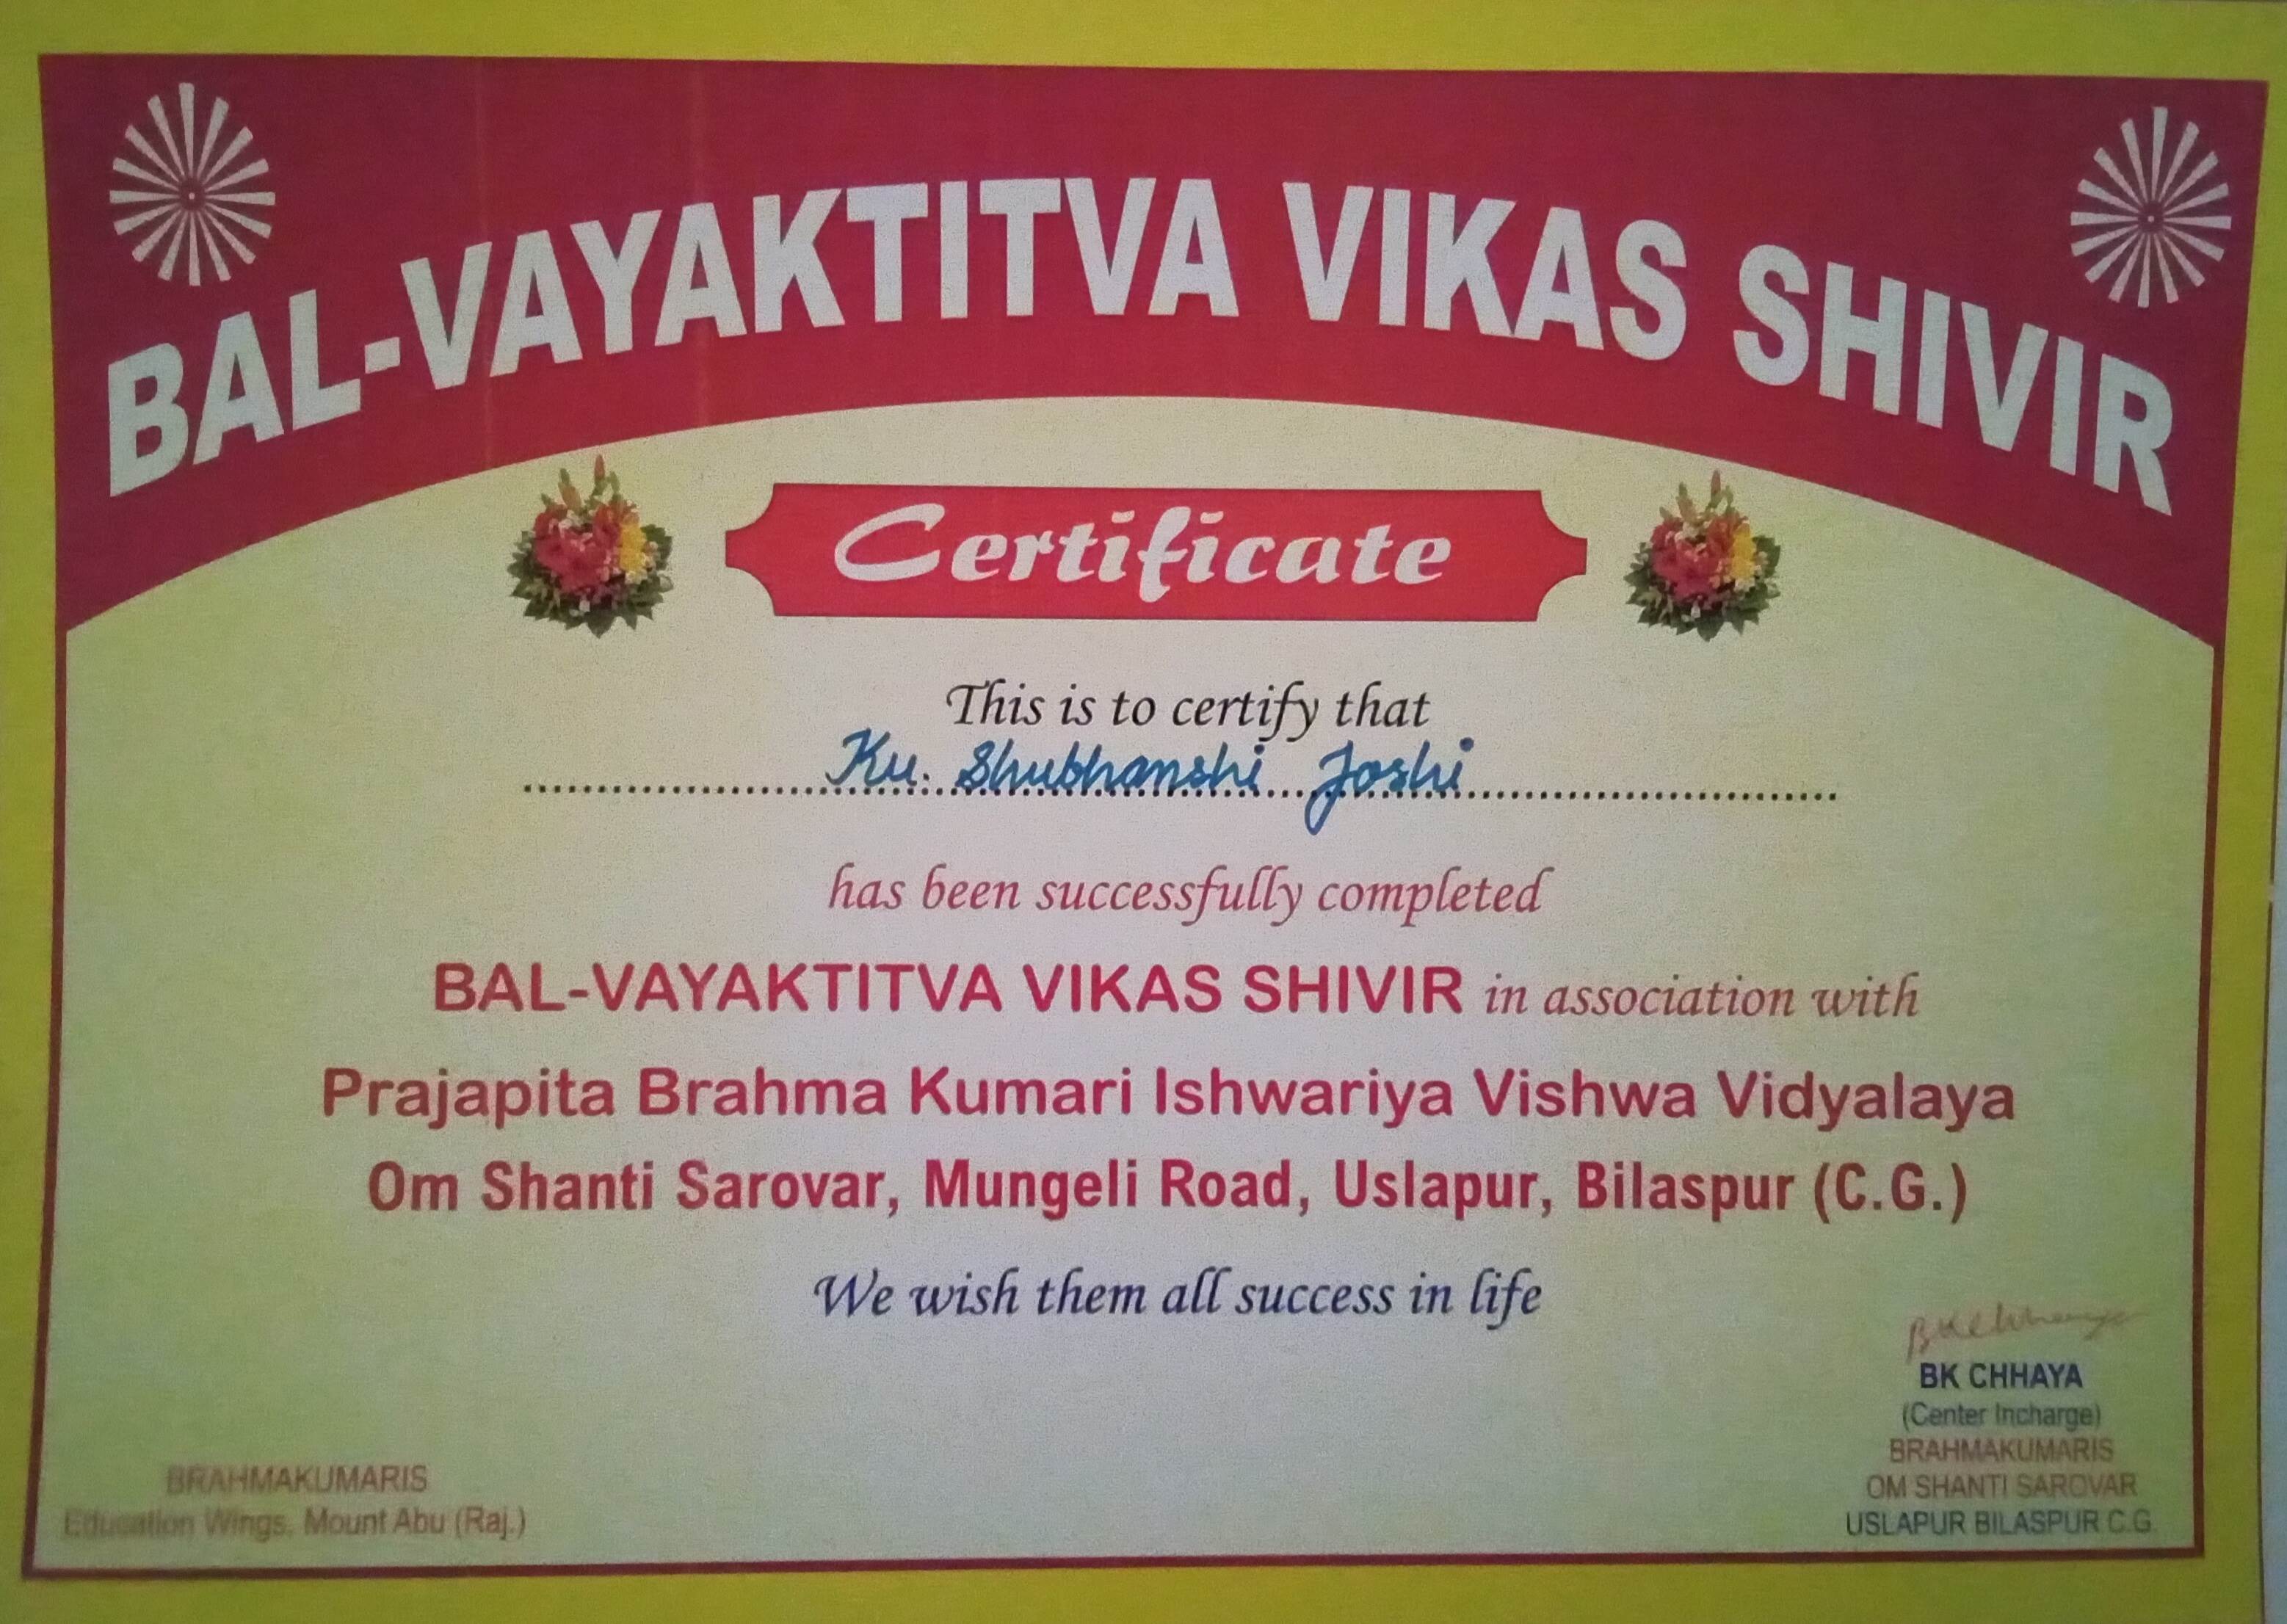 BAL-VAYAKTITVA VIKAS SHIVIR
Certificate
This is to certify that
Ku. Shubhanshi Joshi
has been successfully completed
BAL-VAYAKTITVA VIKAS SHIVIR in association with
Prajapita Brahma Kumari Ishwariya Vishwa Vidyalaya
Om Shanti Sarovar, Mungeli Road, Uslapur, Bilaspur (C.G.)
We wish them all success in life
BK Chhaya
BK CHHAYA
(Center Incharge)
BRAHMAKUMARIS
OM SHANTI SAROVAR
USLAPUR BILASPUR C.G.
BRAHMAKUMARIS
Education Wings, Mount Abu (Raj.)